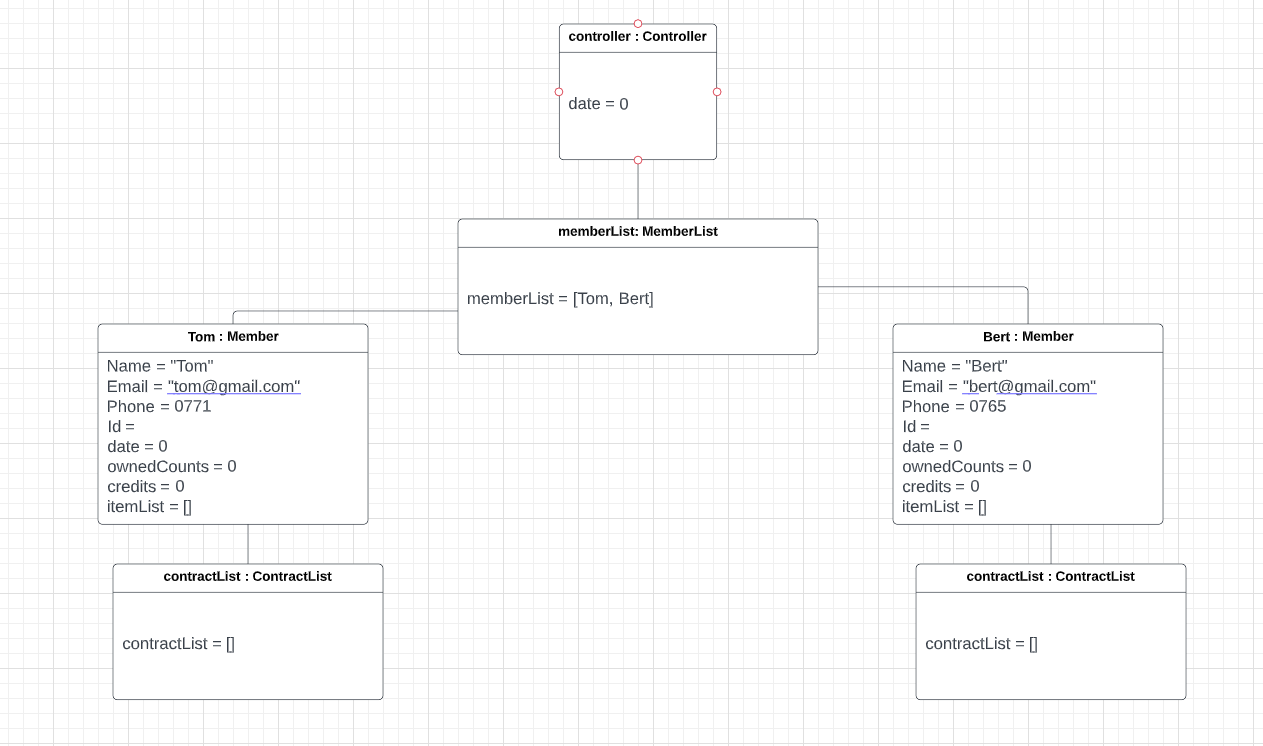 controller : Controller
date = 0
memberList: MemberList
memberList = [Tom, Bert]
Tom : Member
Name = "Tom"
Email = "tom@gmail.com"
Phone = 0771
Id =
date = 0
ownedCounts = 0
credits = 0
itemList = []
Bert : Member
Name = "Bert"
Email = "bert@gmail.com"
Phone = 0765
Id =
date = 0
ownedCounts = 0
credits = 0
itemList = []
contractList : ContractList
contractList = []
contractList : ContractList
contractList = []